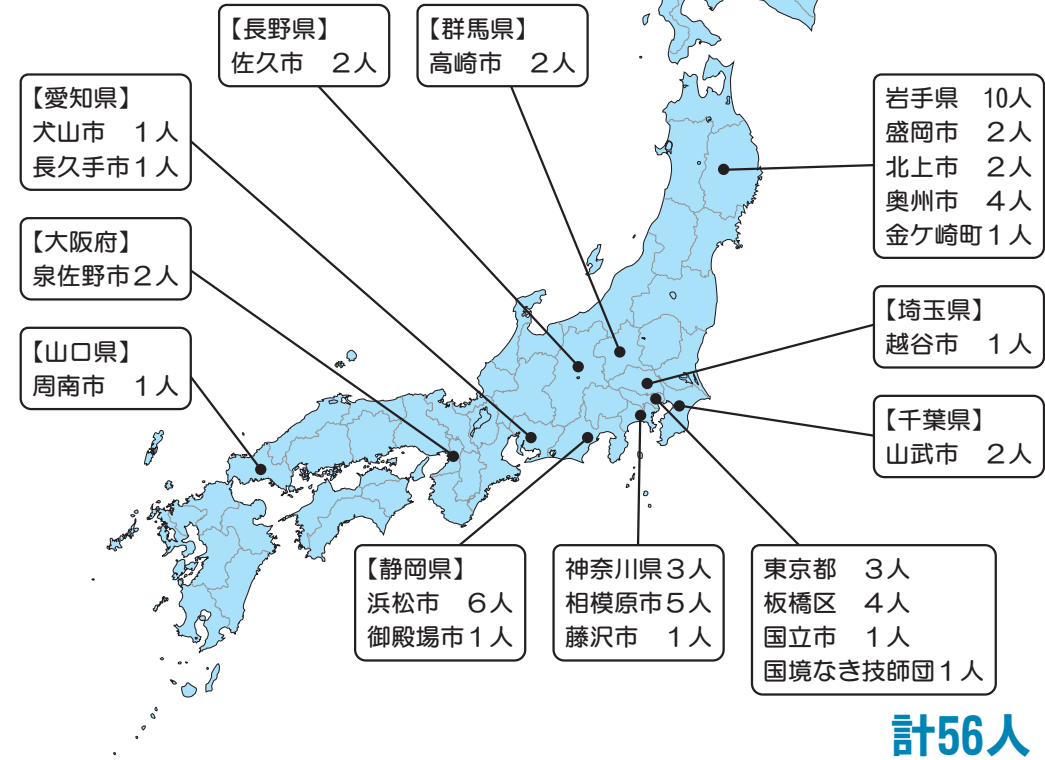 【長野県】
佐久市　２人
【群馬県】
高崎市　２人
【愛知県】
犬山市　１人
長久手市１人
岩手県　10人
盛岡市　２人
北上市　２人
奥州市　４人
金ケ崎町１人
【大阪府】
泉佐野市２人
【埼玉県】
越谷市　１人
【山口県】
周南市　１人
【千葉県】
山武市　２人
【静岡県】
浜松市　６人
御殿場市１人
神奈川県３人
相模原市５人
藤沢市　１人
東京都　３人
板橋区　４人
国立市　１人
国境なき技師団１人
計56人